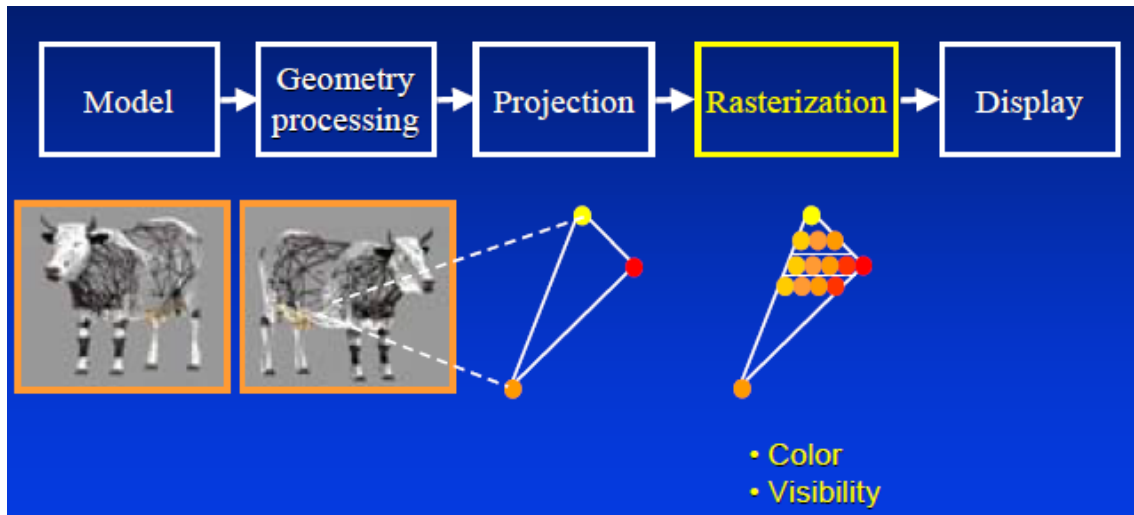 Model
Geometry
processing
Projection
Rasterization
Display
• Color
• Visibility